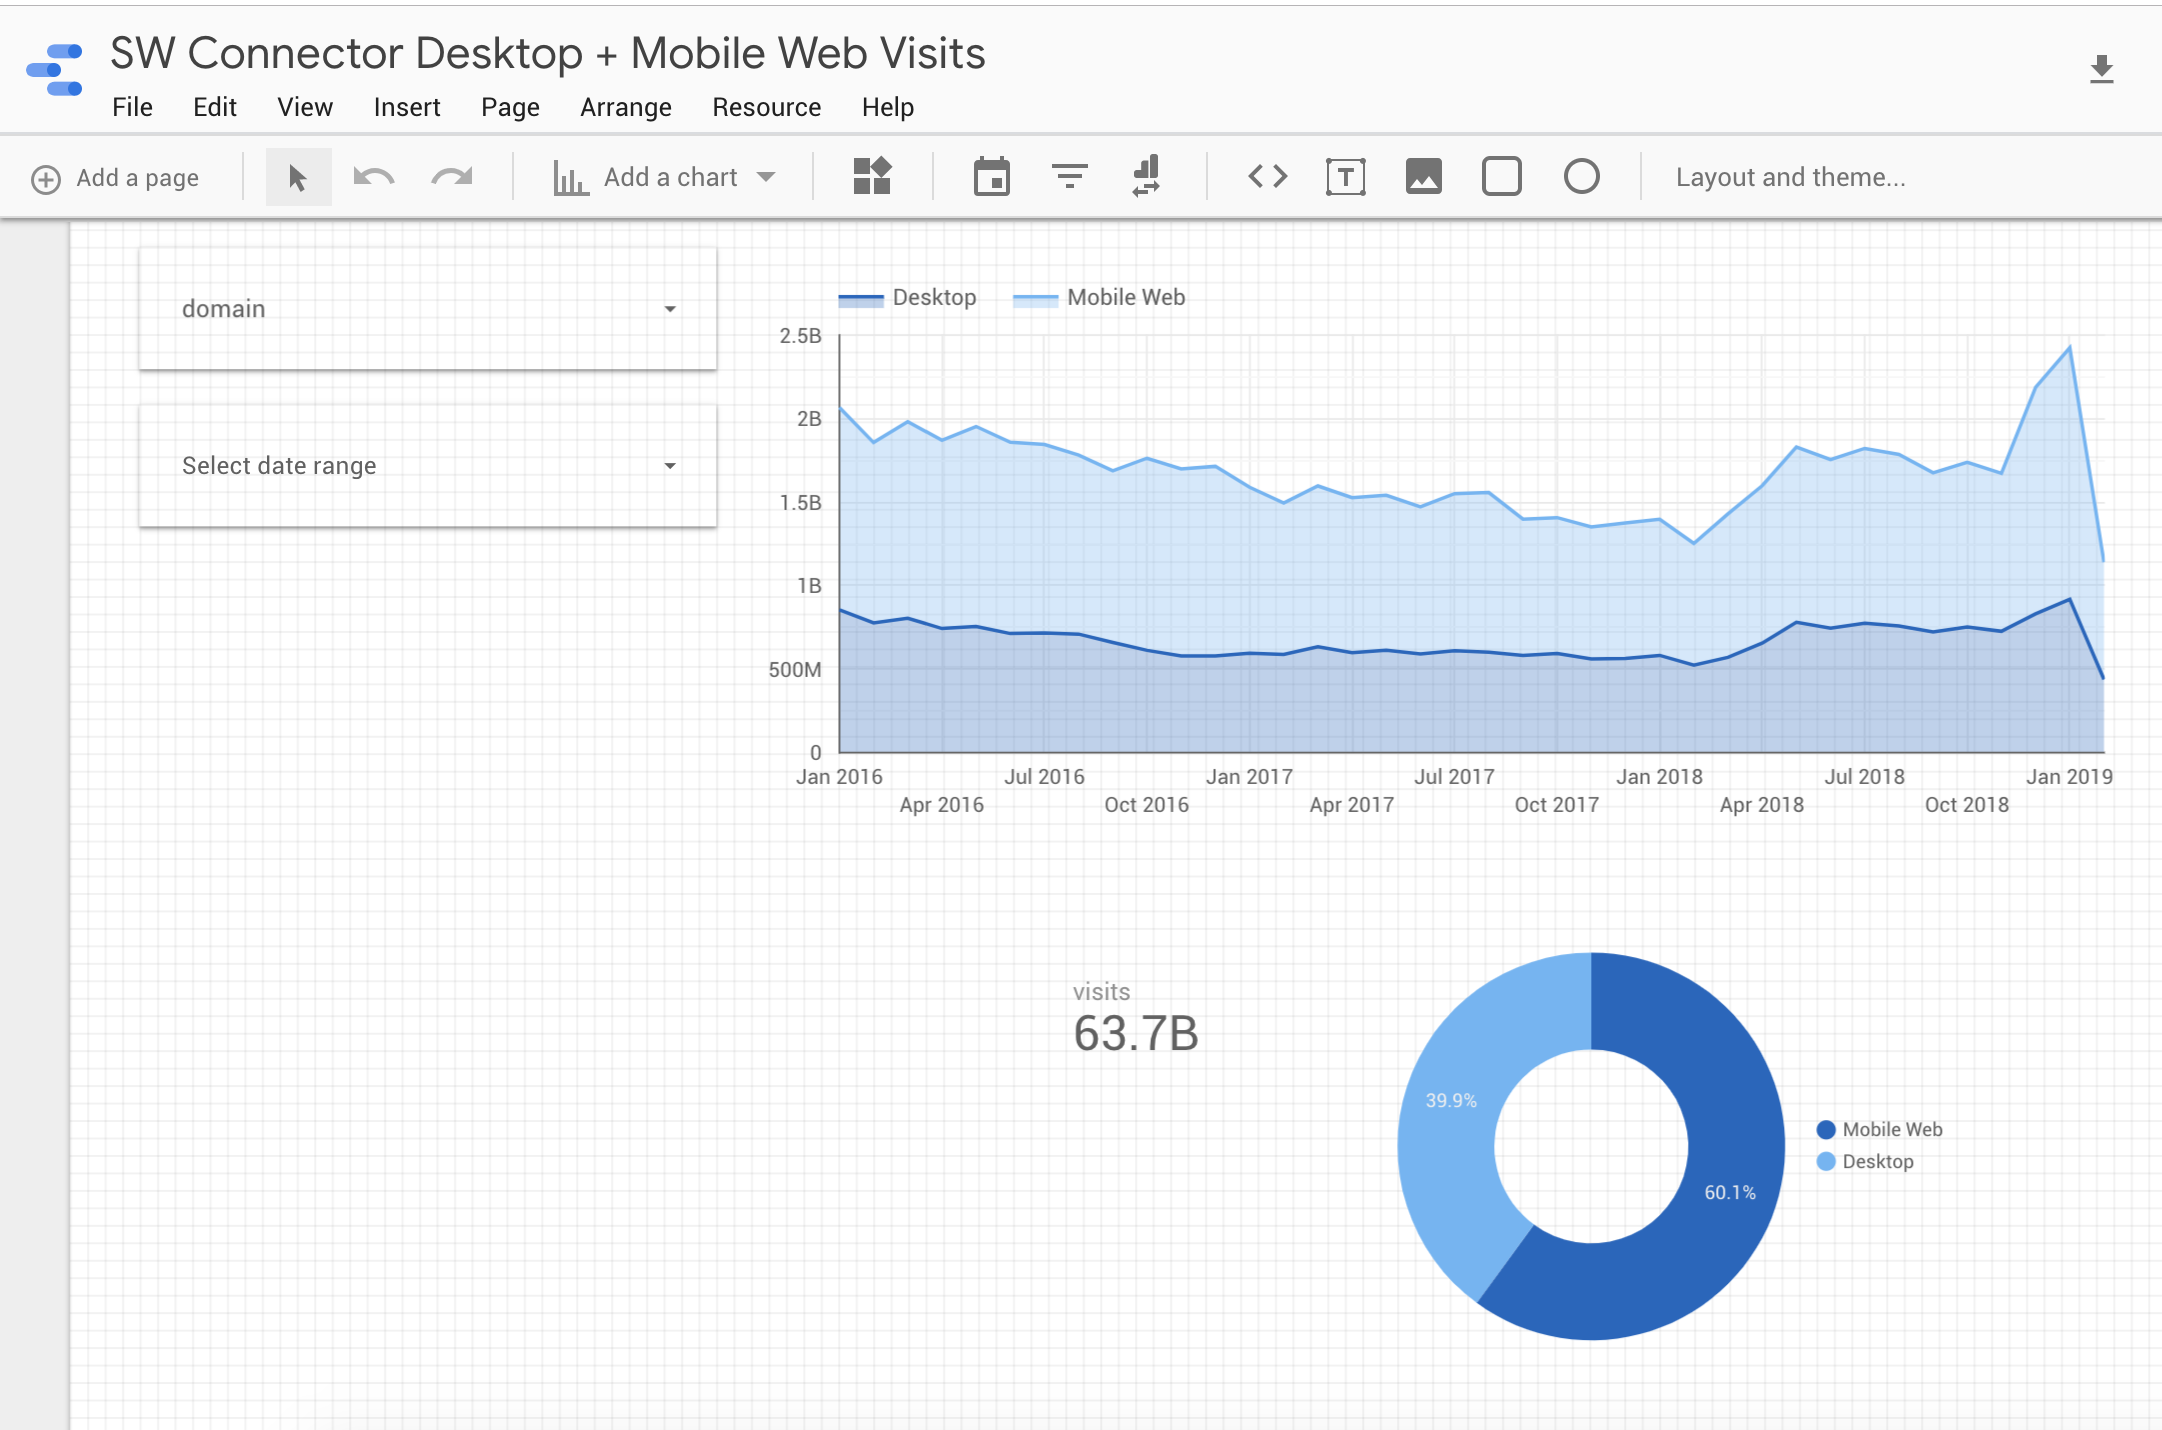 SW Connector Desktop + Mobile Web Visits
File Edit View Insert Page Arrange Resource Help
Add a page Add a chart T Layout and theme...
domain
Select date range
Desktop Mobile Web
2.5B
2B
1.5B
1B
500M
0
Jan 2016 Jul 2016 Jan 2017 Jul 2017 Jan 2018 Jul 2018 Jan 2019
Apr 2016 Oct 2016 Apr 2017 Oct 2017 Apr 2018 Oct 2018
visits
63.7B
39.9%
60.1%
Mobile Web
Desktop